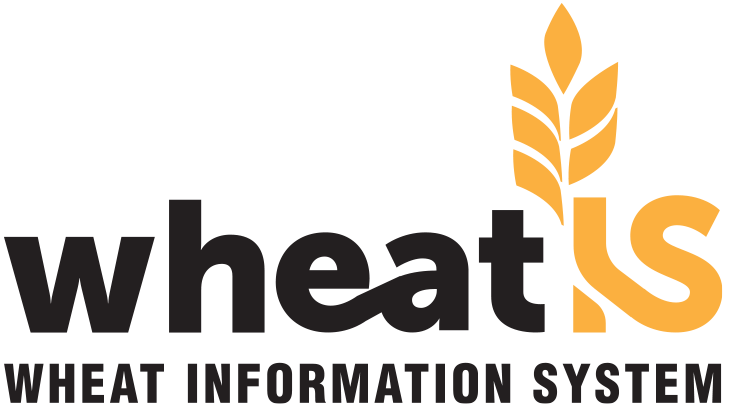 wheatIS
WHEAT INFORMATION SYSTEM